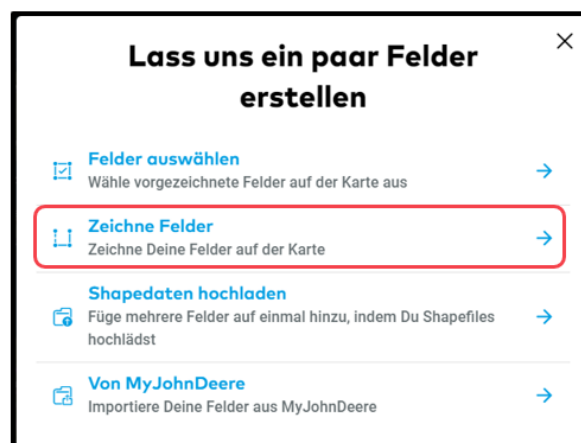 Lass uns ein paar Felder
erstellen
Felder auswählen
Wähle vorgezeichnete Felder auf der Karte aus
Zeichne Felder
Zeichne Deine Felder auf der Karte
Shapedaten hochladen
Füge mehrere Felder auf einmal hinzu, indem Du Shapefiles
hochlädst
Von MyJohnDeere
Importiere Deine Felder aus MyJohnDeere